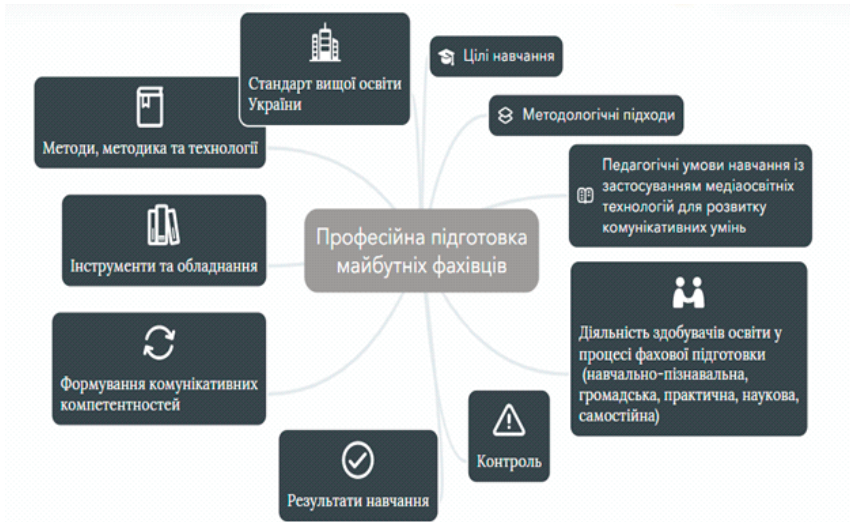 Стандарт вищої освіти
України
Цілі навчання
Методологічні підходи
Методи, методика та технології
Педагогічні умови навчання із
застосуванням медіаосвітніх
технологій для розвитку
комунікативних умінь
Професійна підготовка
майбутніх фахівців
Інструменти та обладнання
Діяльність здобувачів освіти у
процесі фахової підготовки
(навчально-пізнавальна,
громадська, практична, наукова,
самостійна)
Формування комунікативних
компетентностей
Контроль
Результати навчання